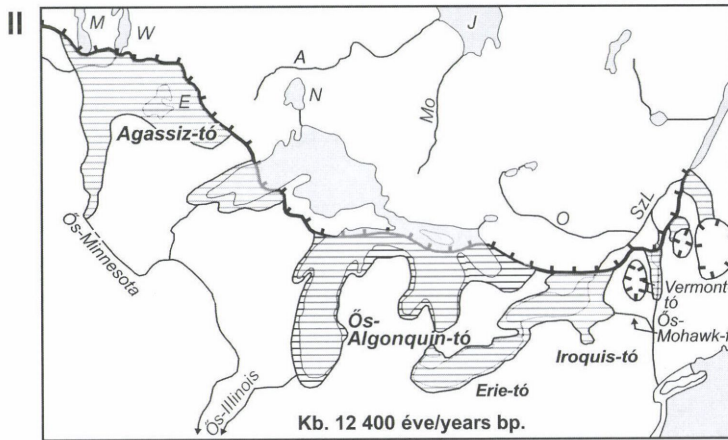 II
M
W
J
A
N
E
Mo
Agassiz-tó
O
SzL
Ős-Minnesota
Vermont-
tó
Ős-
Mohawk-f
Ős-
Algonquin-tó
Iroquis-tó
Erie-tó
Ős-Illinois
Kb. 12 400 éve/years bp.